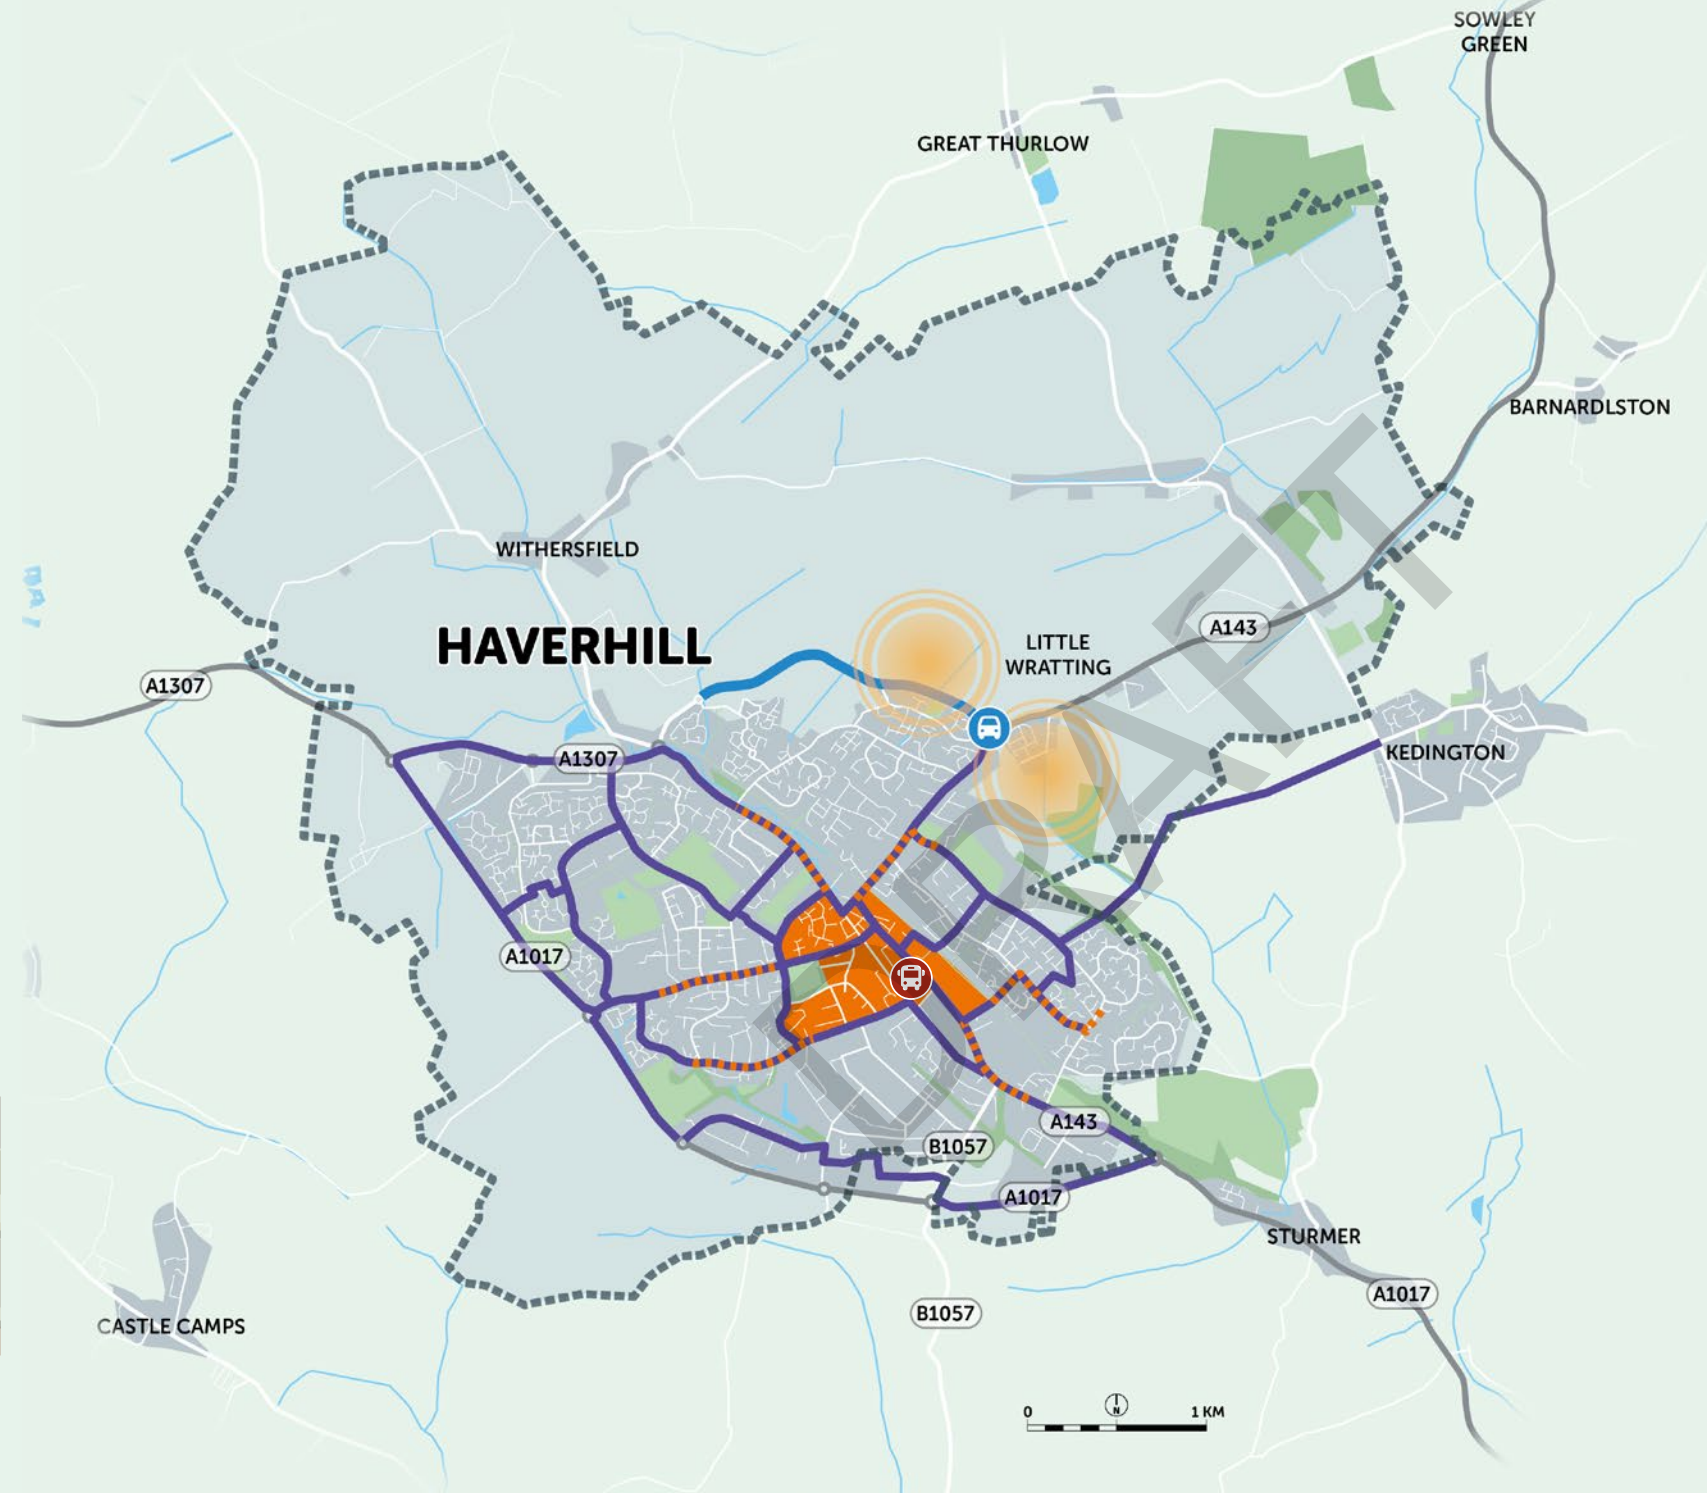 SOWLEY
GREEN
GREAT THURLOW
BARNARDLSTON
WITHERSFIELD
HAVERHILL
LITTLE
WRATTING
A143
A1307
KEDINGTON
A1307
A1017
A143
B1057
A1017
STURMER
A1017
B1057
CASTLE CAMPS
0
N
1 KM
DRAFT